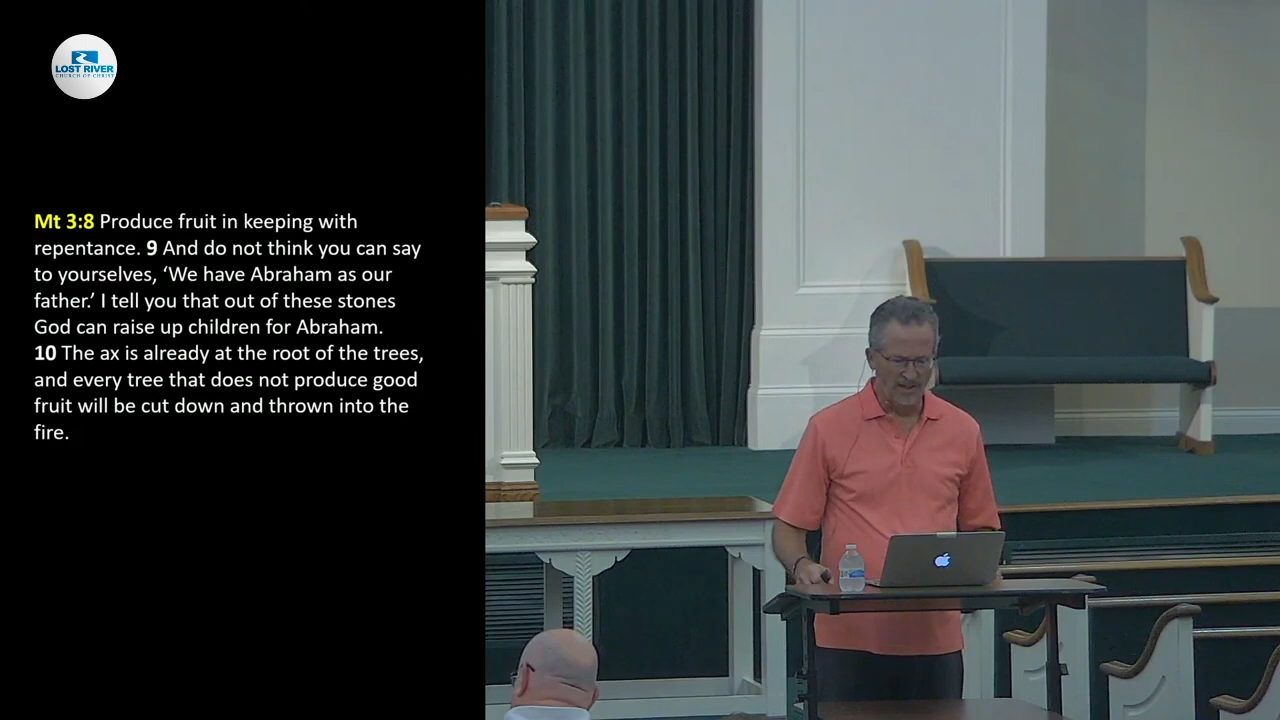 LOST RIVER
CHURCH OF CHRIST
Mt 3:8 Produce fruit in keeping with
repentance. 9 And do not think you can say
to yourselves, ‘We have Abraham as our
father.’ I tell you that out of these stones
God can raise up children for Abraham.
10 The ax is already at the root of the trees,
and every tree that does not produce good
fruit will be cut down and thrown into the
fire.